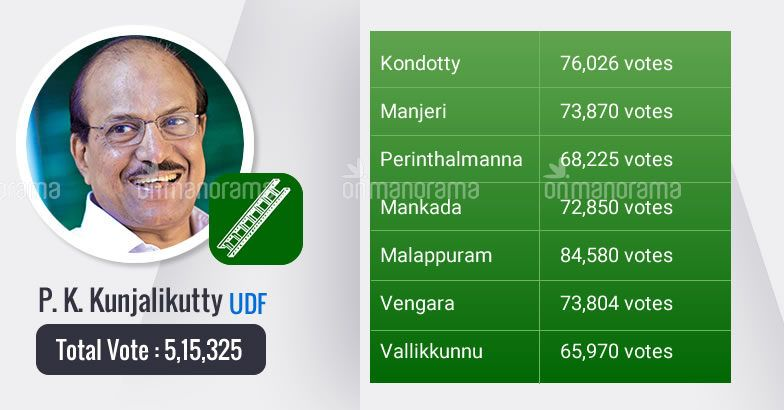 Kondotty 76,026 votes
Manjeri 73,870 votes
Perinthalmanna 68,225 votes
Mankada 72,850 votes
Malappuram 84,580 votes
Vengara 73,804 votes
Vallikkunnu 65,970 votes
P. K. Kunjalikutty UDF
Total Vote : 5,15,325
onmanorama
onmanorama
onmanorama